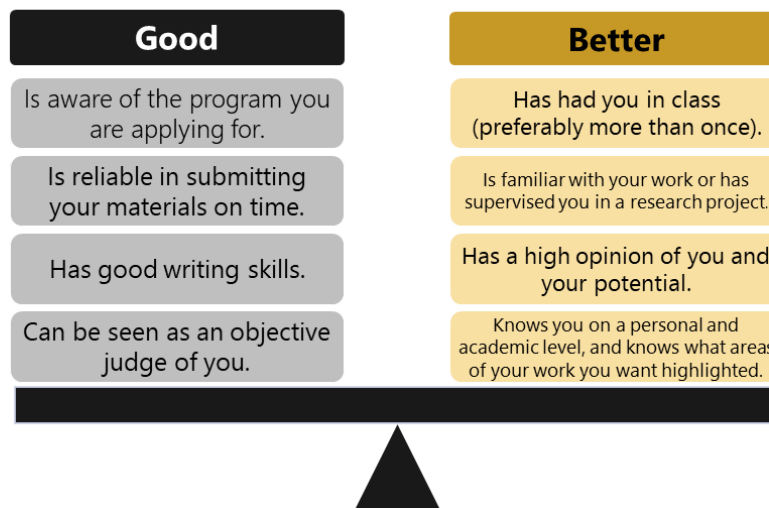 Good
Is aware of the program you
are applying for.
Is reliable in submitting
your materials on time.
Has good writing skills.
Can be seen as an objective
judge of you.
Better
Has had you in class
(preferably more than once).
Is familiar with your work or has
supervised you in a research project.
Has a high opinion of you and
your potential.
Knows you on a personal and
academic level, and knows what areas
of your work you want highlighted.